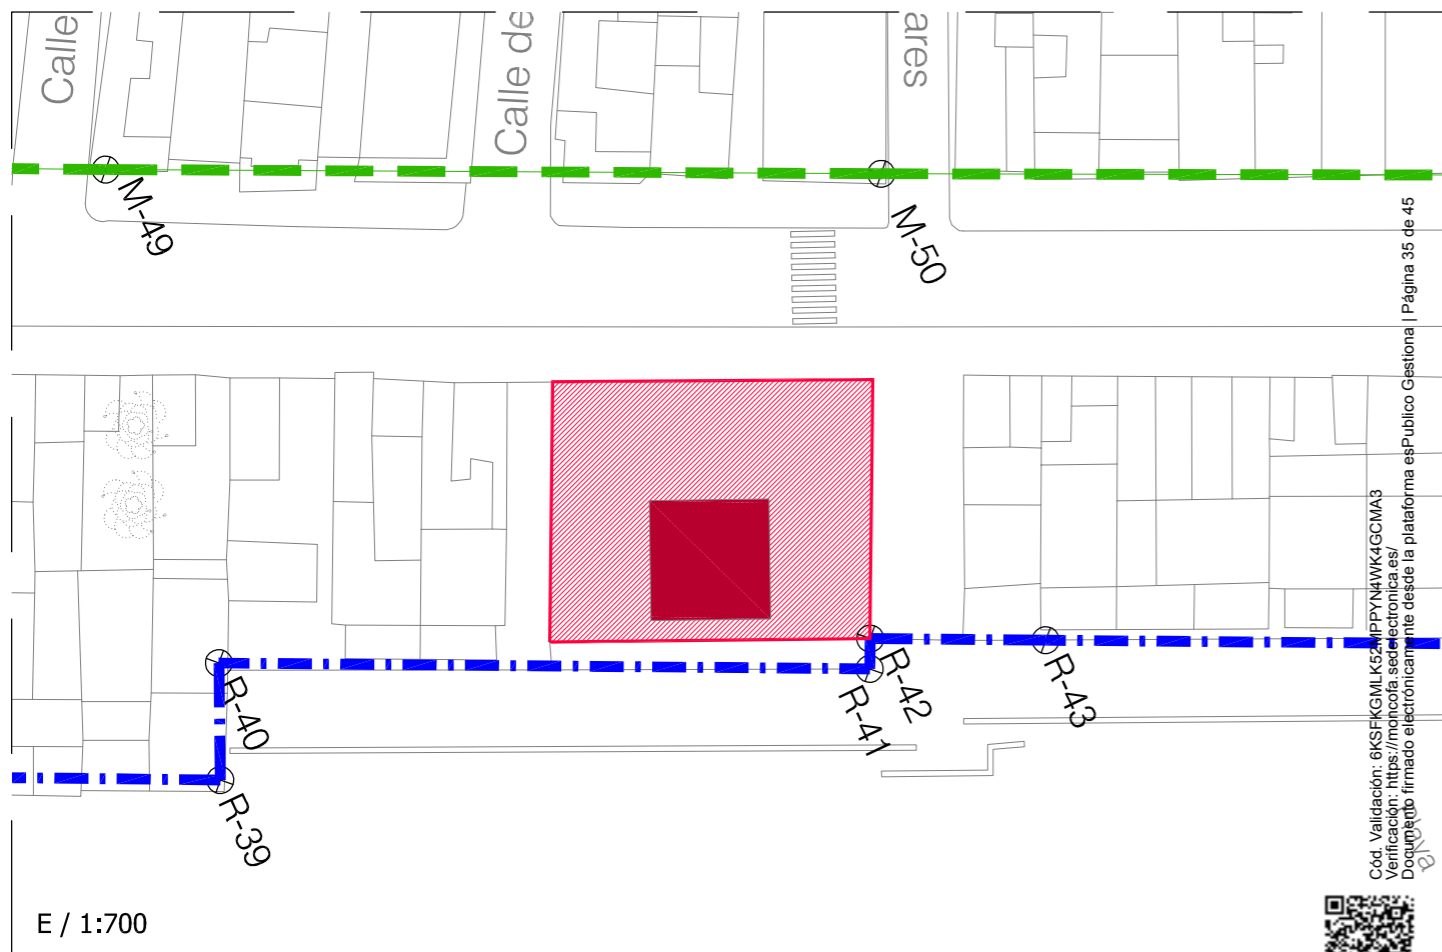 Calle
Calle de
ares
M-49
M-50
R-40
R-39
R-42
R-41
R-43
Cód. Validación: 6KSFKGMLK52MPPYN4WK4GCMA3
Verificación: https://moncofa.sedelectronica.es/
Documento firmado electrónicamente desde la plataforma esPublico Gestiona | Página 35 de 45
Playa
E / 1:700